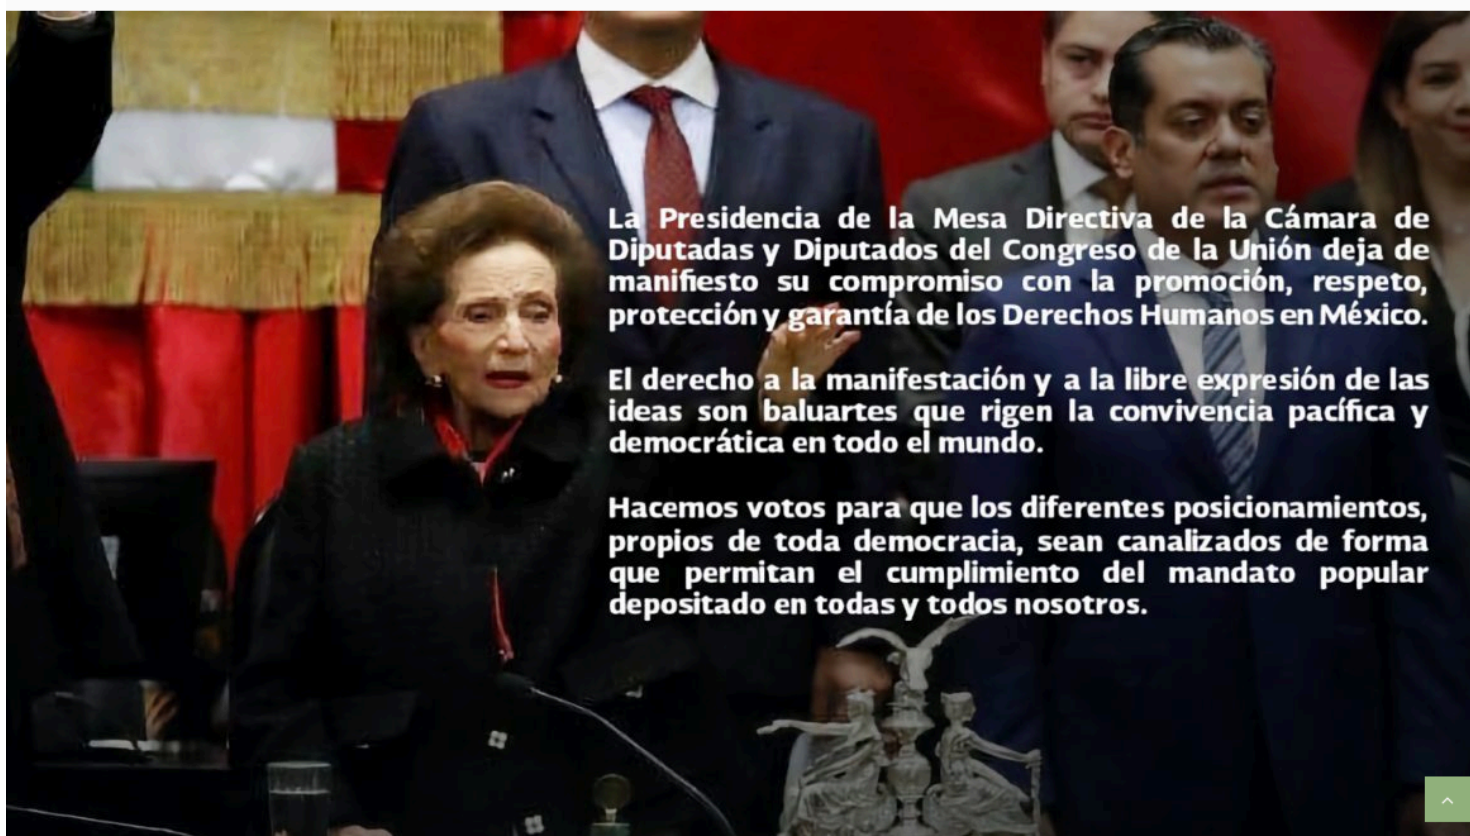 La Presidencia de la Mesa Directiva de la Cámara de
Diputadas y Diputados del Congreso de la Unión deja de
manifiesto su compromiso con la promoción, respeto,
protección y garantía de los Derechos Humanos en México.
El derecho a la manifestación y a la libre expresión de las
ideas son baluartes que rigen la convivencia pacífica y
democrática en todo el mundo.
Hacemos votos para que los diferentes posicionamientos,
propios de toda democracia, sean canalizados de forma
que permitan el cumplimiento del mandato popular
depositado en todas y todos nosotros.